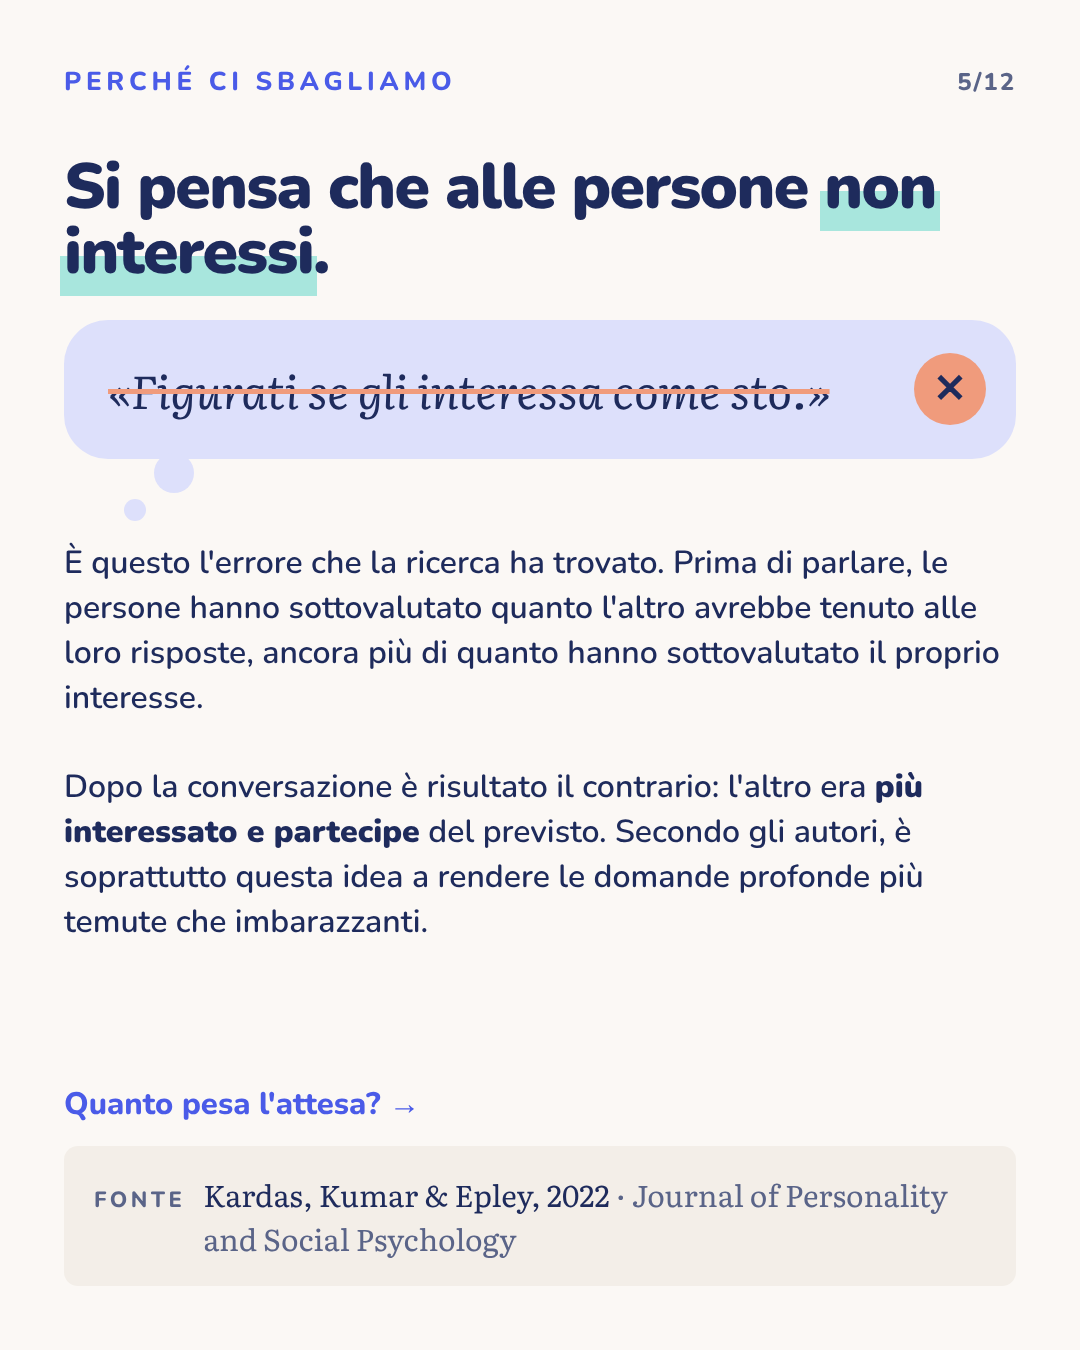 PERCHÉ CI SBAGLIAMO
5/12
Si pensa che alle persone non
interessi.
«Figurati se gli interessa come sto.»
È questo l'errore che la ricerca ha trovato. Prima di parlare, le
persone hanno sottovalutato quanto l'altro avrebbe tenuto alle
loro risposte, ancora più di quanto hanno sottovalutato il proprio
interesse.
Dopo la conversazione è risultato il contrario: l'altro era più
interessato e partecipe del previsto. Secondo gli autori, è
soprattutto questa idea a rendere le domande profonde più
temute che imbarazzanti.
Quanto pesa l'attesa? →
FONTE Kardas, Kumar & Epley, 2022 · Journal of Personality
and Social Psychology